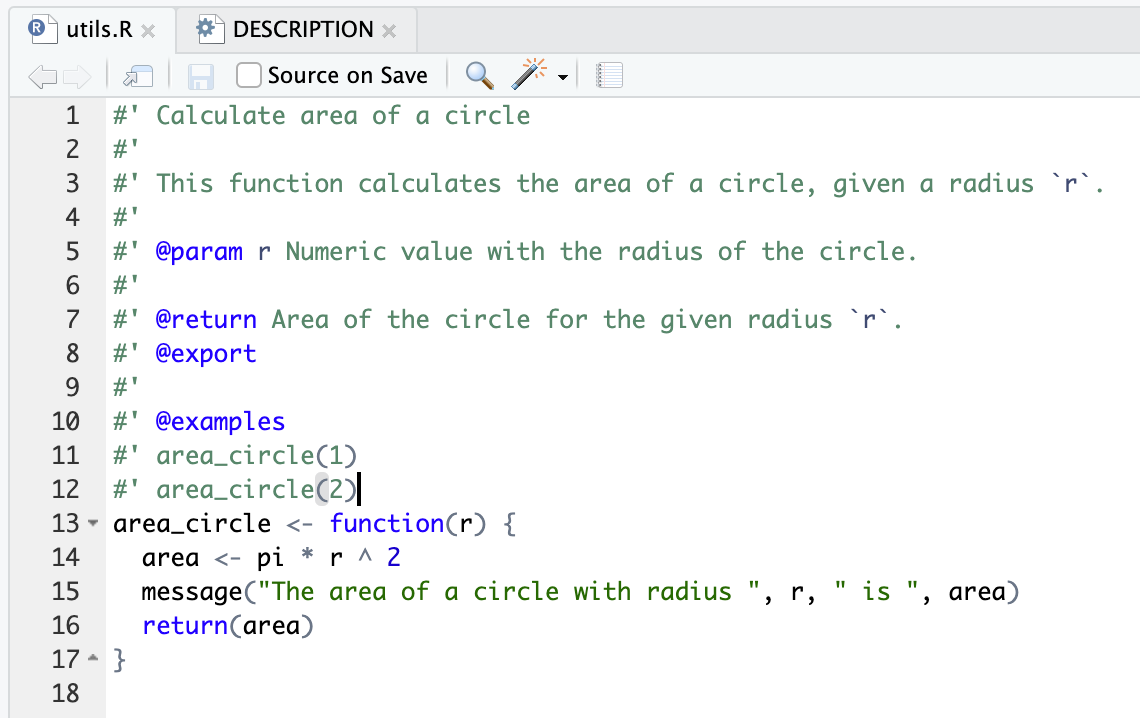 utils.R DESCRIPTION
Source on Save
1 #' Calculate area of a circle
2 #'
3 #' This function calculates the area of a circle, given a radius `r`.
4 #'
5 #' @param r Numeric value with the radius of the circle.
6 #'
7 #' @return Area of the circle for the given radius `r`.
8 #' @export
9 #'
10 #' @examples
11 #' area_circle(1)
12 #' area_circle(2)
13 area_circle <- function(r) {
14   area <- pi * r ^ 2
15   message("The area of a circle with radius ", r, " is ", area)
16   return(area)
17 }
18